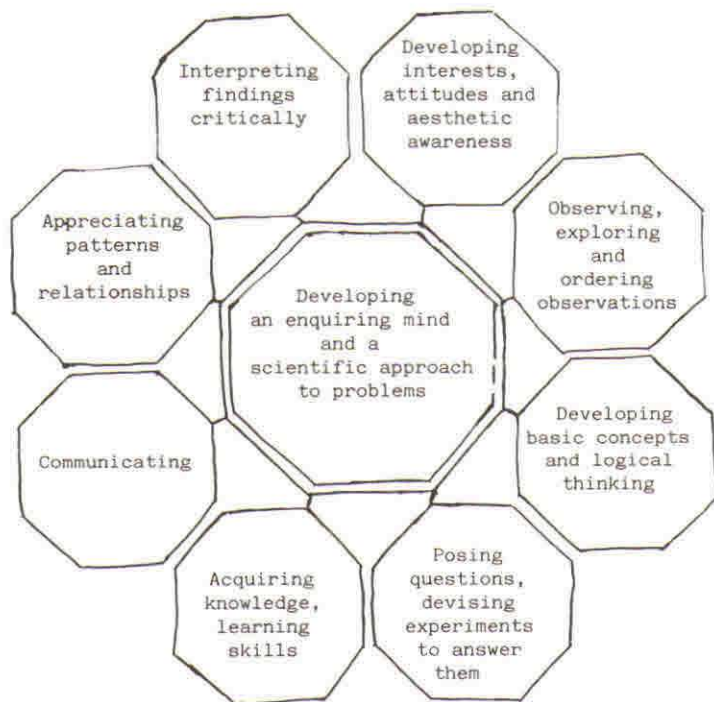 Interpreting
findings
critically
Developing
interests,
attitudes and
aesthetic
awareness
Appreciating
patterns
and
relationships
Observing,
exploring
and
ordering
observations
Developing
an enquiring mind
and a
scientific approach
to problems
Communicating
Developing
basic concepts
and logical
thinking
Acquiring
knowledge,
learning
skills
Posing
questions,
devising
experiments
to answer
them